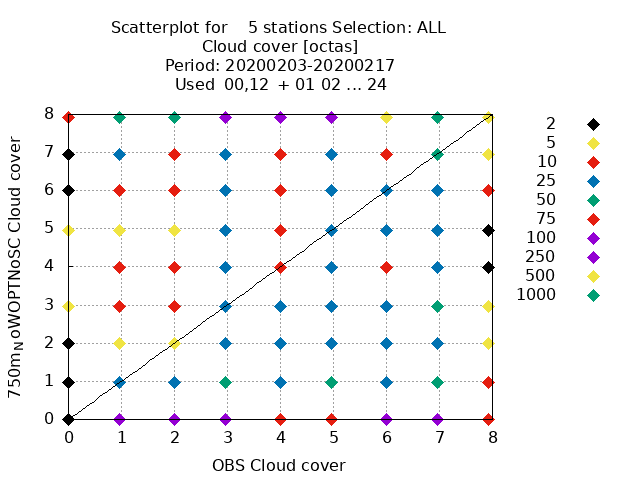 Scatterplot for 5 stations Selection: ALL
Cloud cover [octas]
Period: 20200203-20200217
Used 00,12 + 01 02 ... 24
8
7
6
5
4
3
2
1
0
750m_NoWOPTNoSC Cloud cover
0 1 2 3 4 5 6 7 8
OBS Cloud cover
2
5
10
25
50
75
100
250
500
1000